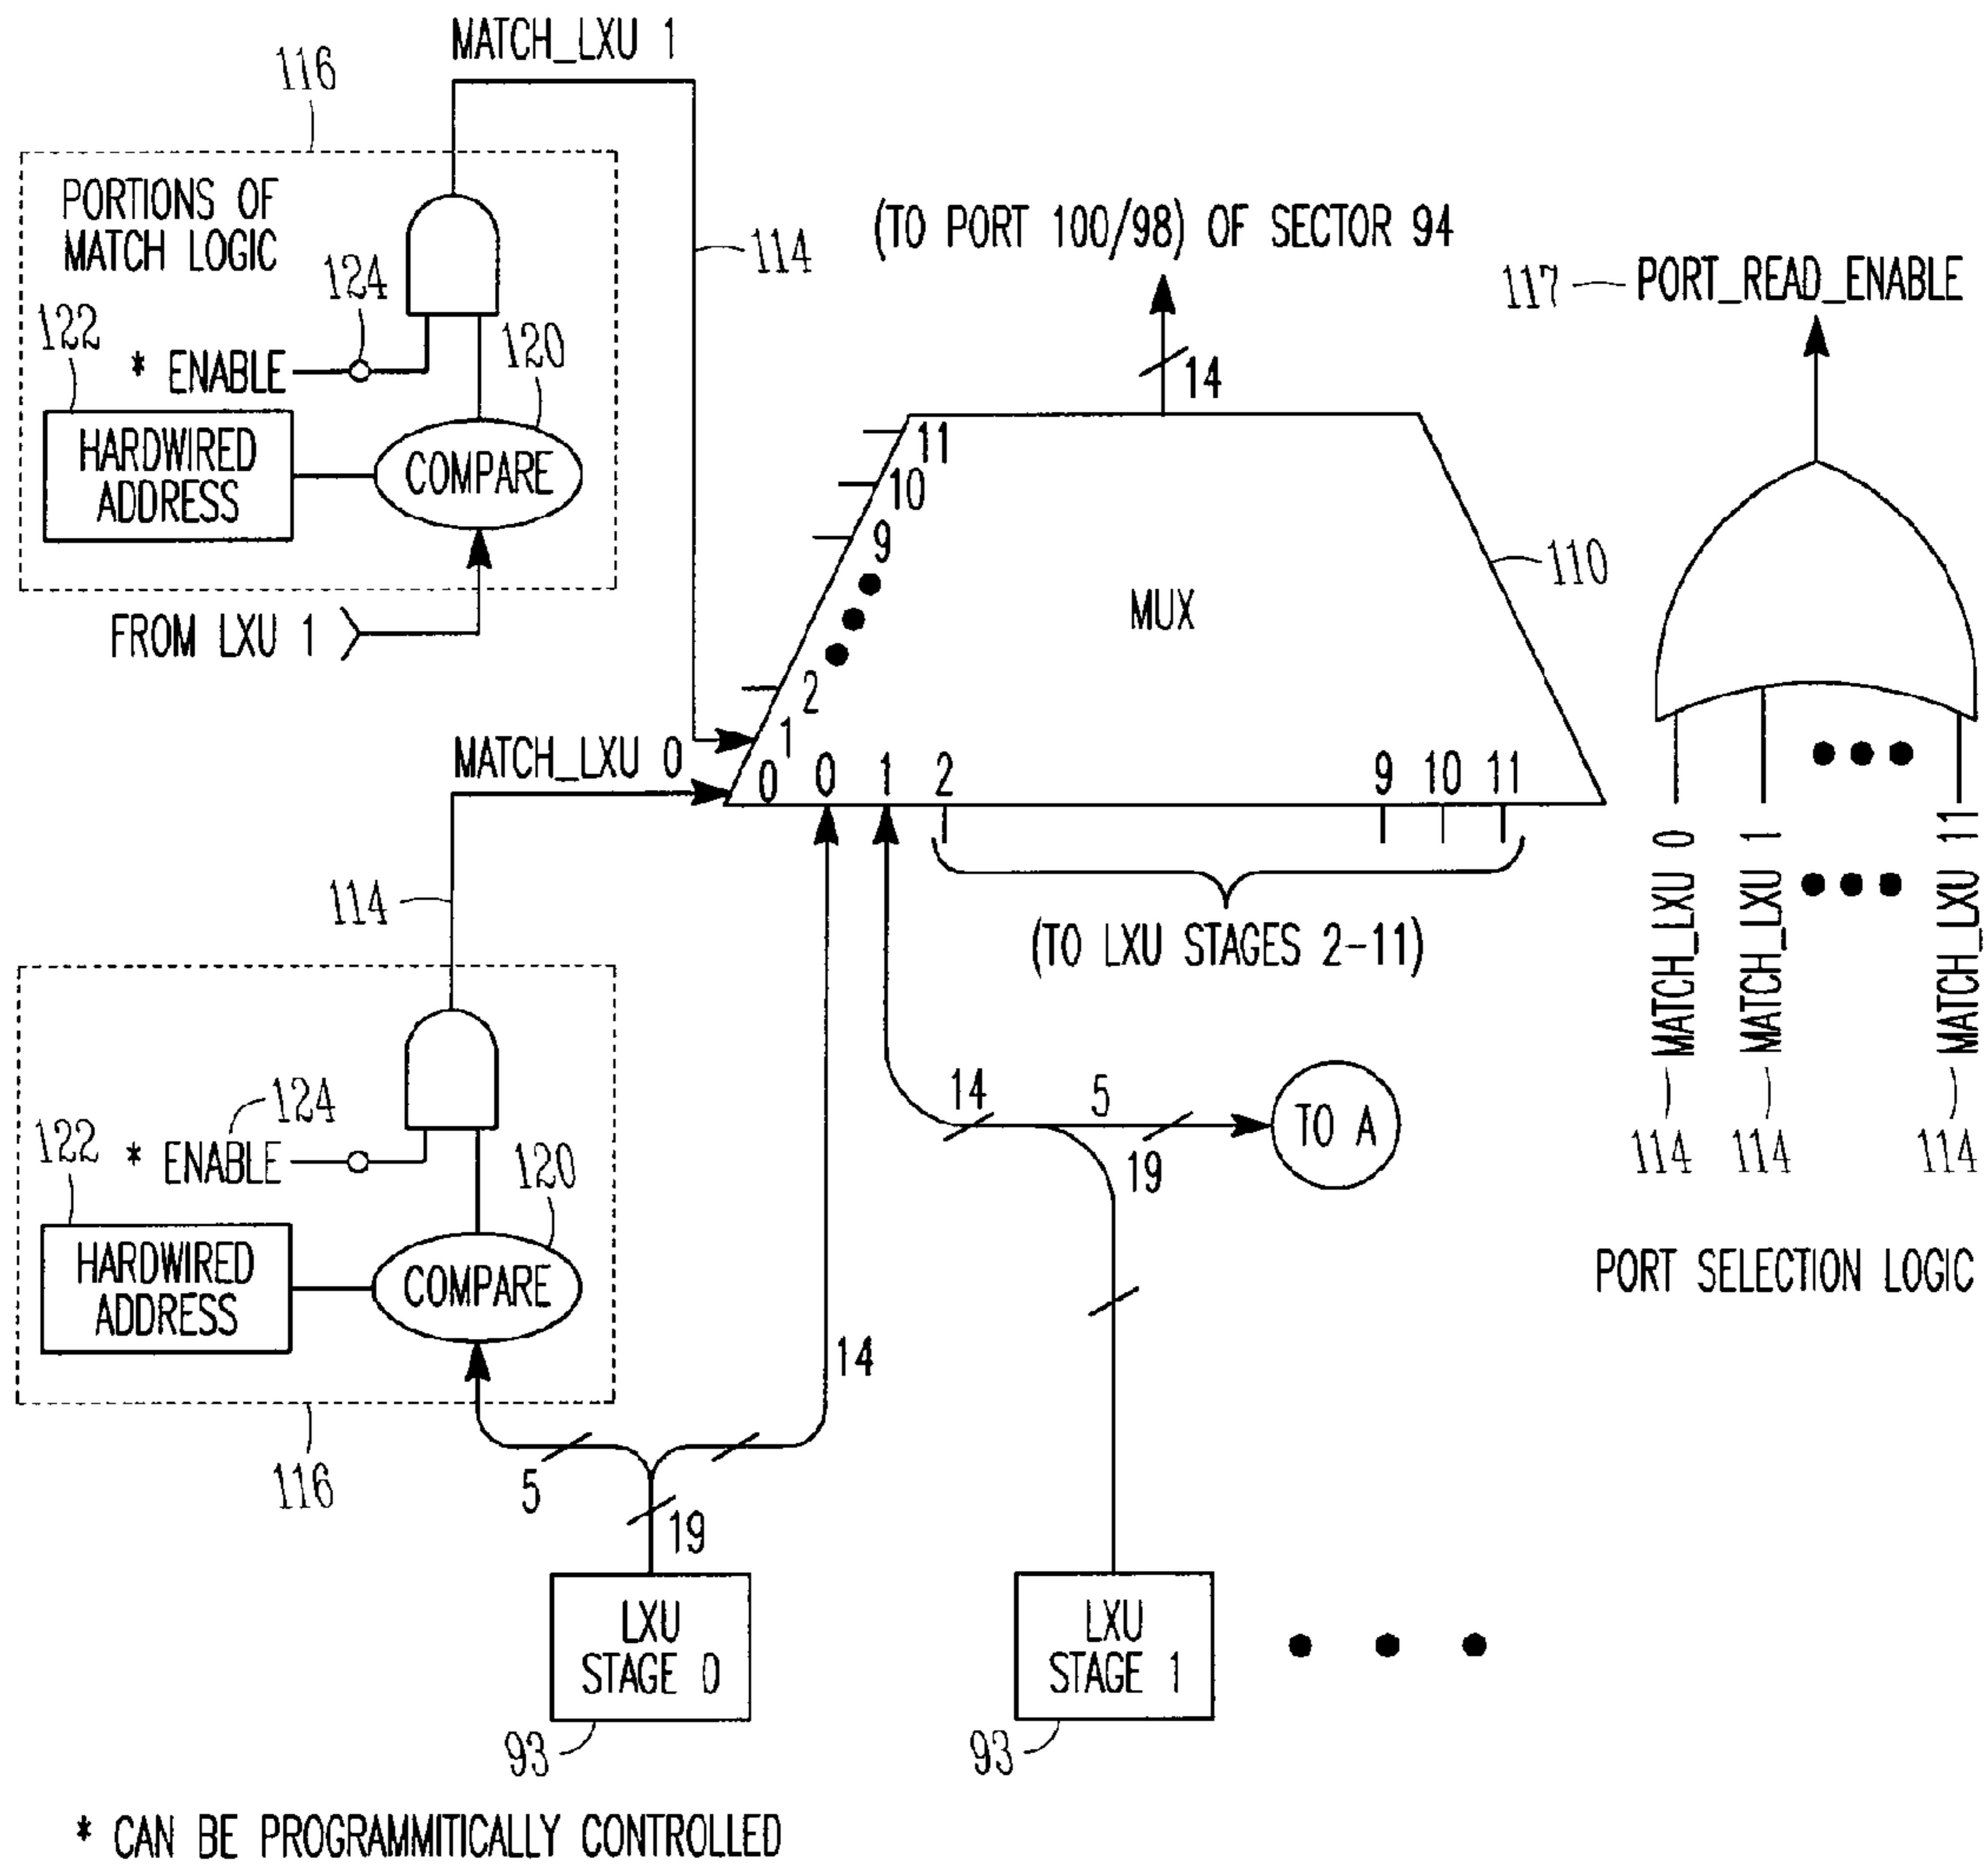 MATCH_LXU 1
116
PORTIONS OF
MATCH LOGIC
124
122
* ENABLE
120
HARDWIRED
ADDRESS
COMPARE
FROM LXU 1
114
(TO PORT 100/98) OF SECTOR 94
14
117
PORT_READ_ENABLE
11
10
9
2
1
0
MUX
110
MATCH_LXU 0
0
1
2
9
10
11
(TO LXU STAGES 2-11)
114
MATCH_LXU 0
MATCH_LXU 1
MATCH_LXU 11
114
114
114
PORT SELECTION LOGIC
14
5
19
TO A
124
122
* ENABLE
120
HARDWIRED
ADDRESS
COMPARE
14
116
5
19
LXU
STAGE 0
93
LXU
STAGE 1
93
* CAN BE PROGRAMMITICALLY CONTROLLED